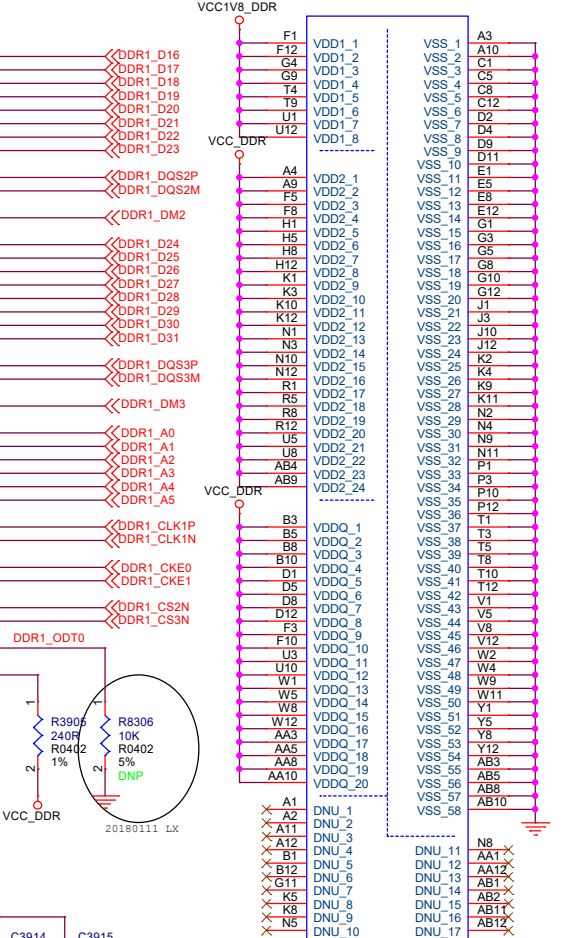 DDR1_D16
DDR1_D17
DDR1_D18
DDR1_D19
DDR1_D20
DDR1_D21
DDR1_D22
DDR1_D23
DDR1_DQS2P
DDR1_DQS2M
DDR1_DM2
DDR1_D24
DDR1_D25
DDR1_D26
DDR1_D27
DDR1_D28
DDR1_D29
DDR1_D30
DDR1_D31
DDR1_DQS3P
DDR1_DQS3M
DDR1_DM3
DDR1_A0
DDR1_A1
DDR1_A2
DDR1_A3
DDR1_A4
DDR1_A5
DDR1_CLK1P
DDR1_CLK1N
DDR1_CKE0
DDR1_CKE1
DDR1_CS2N
DDR1_CS3N
DDR1_ODT0
1
R3905
240R
R0402
1%
2
VCC_DDR
1
R8306
10K
R0402
5%
DNP
2
20180111 LX
C3914
C3915
VCC1V8_DDR
F1 VDD1_1
F12 VDD1_2
G4 VDD1_3
G9 VDD1_4
T4 VDD1_5
T9 VDD1_6
U1 VDD1_7
U12 VDD1_8
VCC_DDR
A4 VDD2_1
A9 VDD2_2
F5 VDD2_3
F8 VDD2_4
H1 VDD2_5
H5 VDD2_6
H8 VDD2_7
H12 VDD2_8
K1 VDD2_9
K3 VDD2_10
K10 VDD2_11
K12 VDD2_12
N1 VDD2_13
N3 VDD2_14
N10 VDD2_15
N12 VDD2_16
R1 VDD2_17
R5 VDD2_18
R8 VDD2_19
R12 VDD2_20
U5 VDD2_21
U8 VDD2_22
AB4 VDD2_23
AB9 VDD2_24
VCC_DDR
B3 VDDQ_1
B5 VDDQ_2
B8 VDDQ_3
B10 VDDQ_4
D1 VDDQ_5
D5 VDDQ_6
D8 VDDQ_7
D12 VDDQ_8
F3 VDDQ_9
F10 VDDQ_10
U3 VDDQ_11
U10 VDDQ_12
W1 VDDQ_13
W5 VDDQ_14
W8 VDDQ_15
W12 VDDQ_16
AA3 VDDQ_17
AA5 VDDQ_18
AA8 VDDQ_19
AA10 VDDQ_20
A1 DNU_1
A2 DNU_2
A11 DNU_3
A12 DNU_4
B1 DNU_5
B12 DNU_6
G11 DNU_7
K5 DNU_8
K8 DNU_9
N5 DNU_10
VSS_1 A3
VSS_2 A10
VSS_3 C1
VSS_4 C5
VSS_5 C8
VSS_6 C12
VSS_7 D2
VSS_8 D4
VSS_9 D9
VSS_10 D11
VSS_11 E1
VSS_12 E5
VSS_13 E8
VSS_14 E12
VSS_15 G1
VSS_16 G3
VSS_17 G5
VSS_18 G8
VSS_19 G10
VSS_20 G12
VSS_21 J1
VSS_22 J3
VSS_23 J10
VSS_24 J12
VSS_25 K2
VSS_26 K4
VSS_27 K9
VSS_28 K11
VSS_29 N2
VSS_30 N4
VSS_31 N9
VSS_32 N11
VSS_33 P1
VSS_34 P3
VSS_35 P10
VSS_36 P12
VSS_37 T1
VSS_38 T3
VSS_39 T5
VSS_40 T8
VSS_41 T10
VSS_42 T12
VSS_43 V1
VSS_44 V5
VSS_45 V8
VSS_46 V12
VSS_47 W2
VSS_48 W4
VSS_49 W9
VSS_50 W11
VSS_51 Y1
VSS_52 Y5
VSS_53 Y8
VSS_54 Y12
VSS_55 AB3
VSS_56 AB5
VSS_57 AB8
VSS_58 AB10
DNU_11 N8
DNU_12 AA1
DNU_13 AA12
DNU_14 AB1
DNU_15 AB2
DNU_16 AB11
DNU_17 AB12